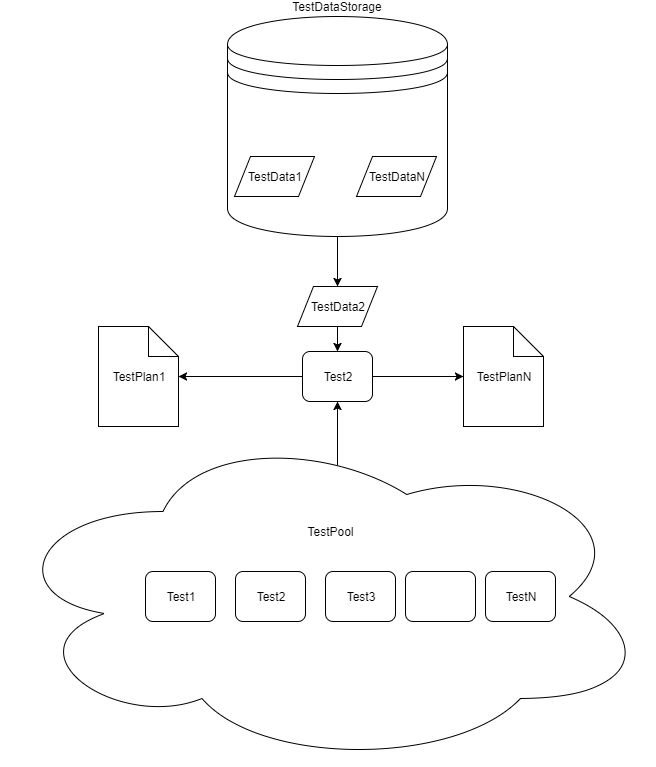 TestDataStorage
TestData1
TestDataN
TestData2
TestPlan1
Test2
TestPlanN
TestPool
Test1
Test2
Test3
TestN